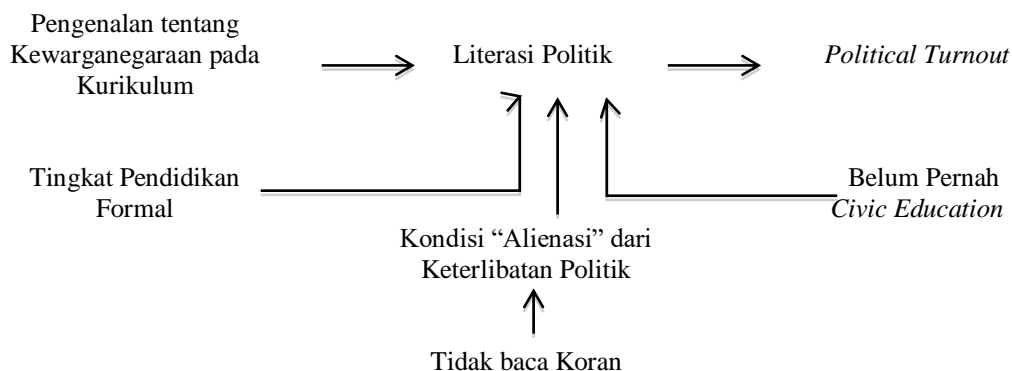 Pengenalan tentang
Kewarganegaraan pada
Kurikulum
Literasi Politik
Political Turnout
Tingkat Pendidikan
Formal
Belum Pernah
Civic Education
Kondisi “Alienasi” dari
Keterlibatan Politik
Tidak baca Koran